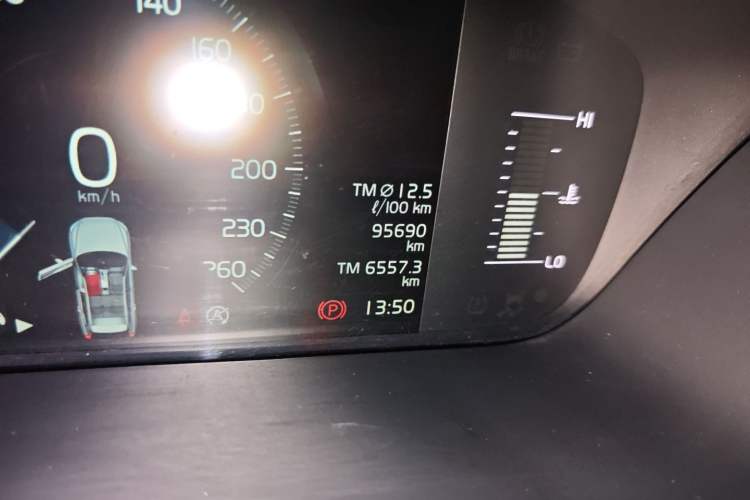 140
160
200
230
260
0
km/h
TM Ø 12.5
ℓ/100 km
95690
km
TM 6557.3
km
(P)
13:50
HI
LO